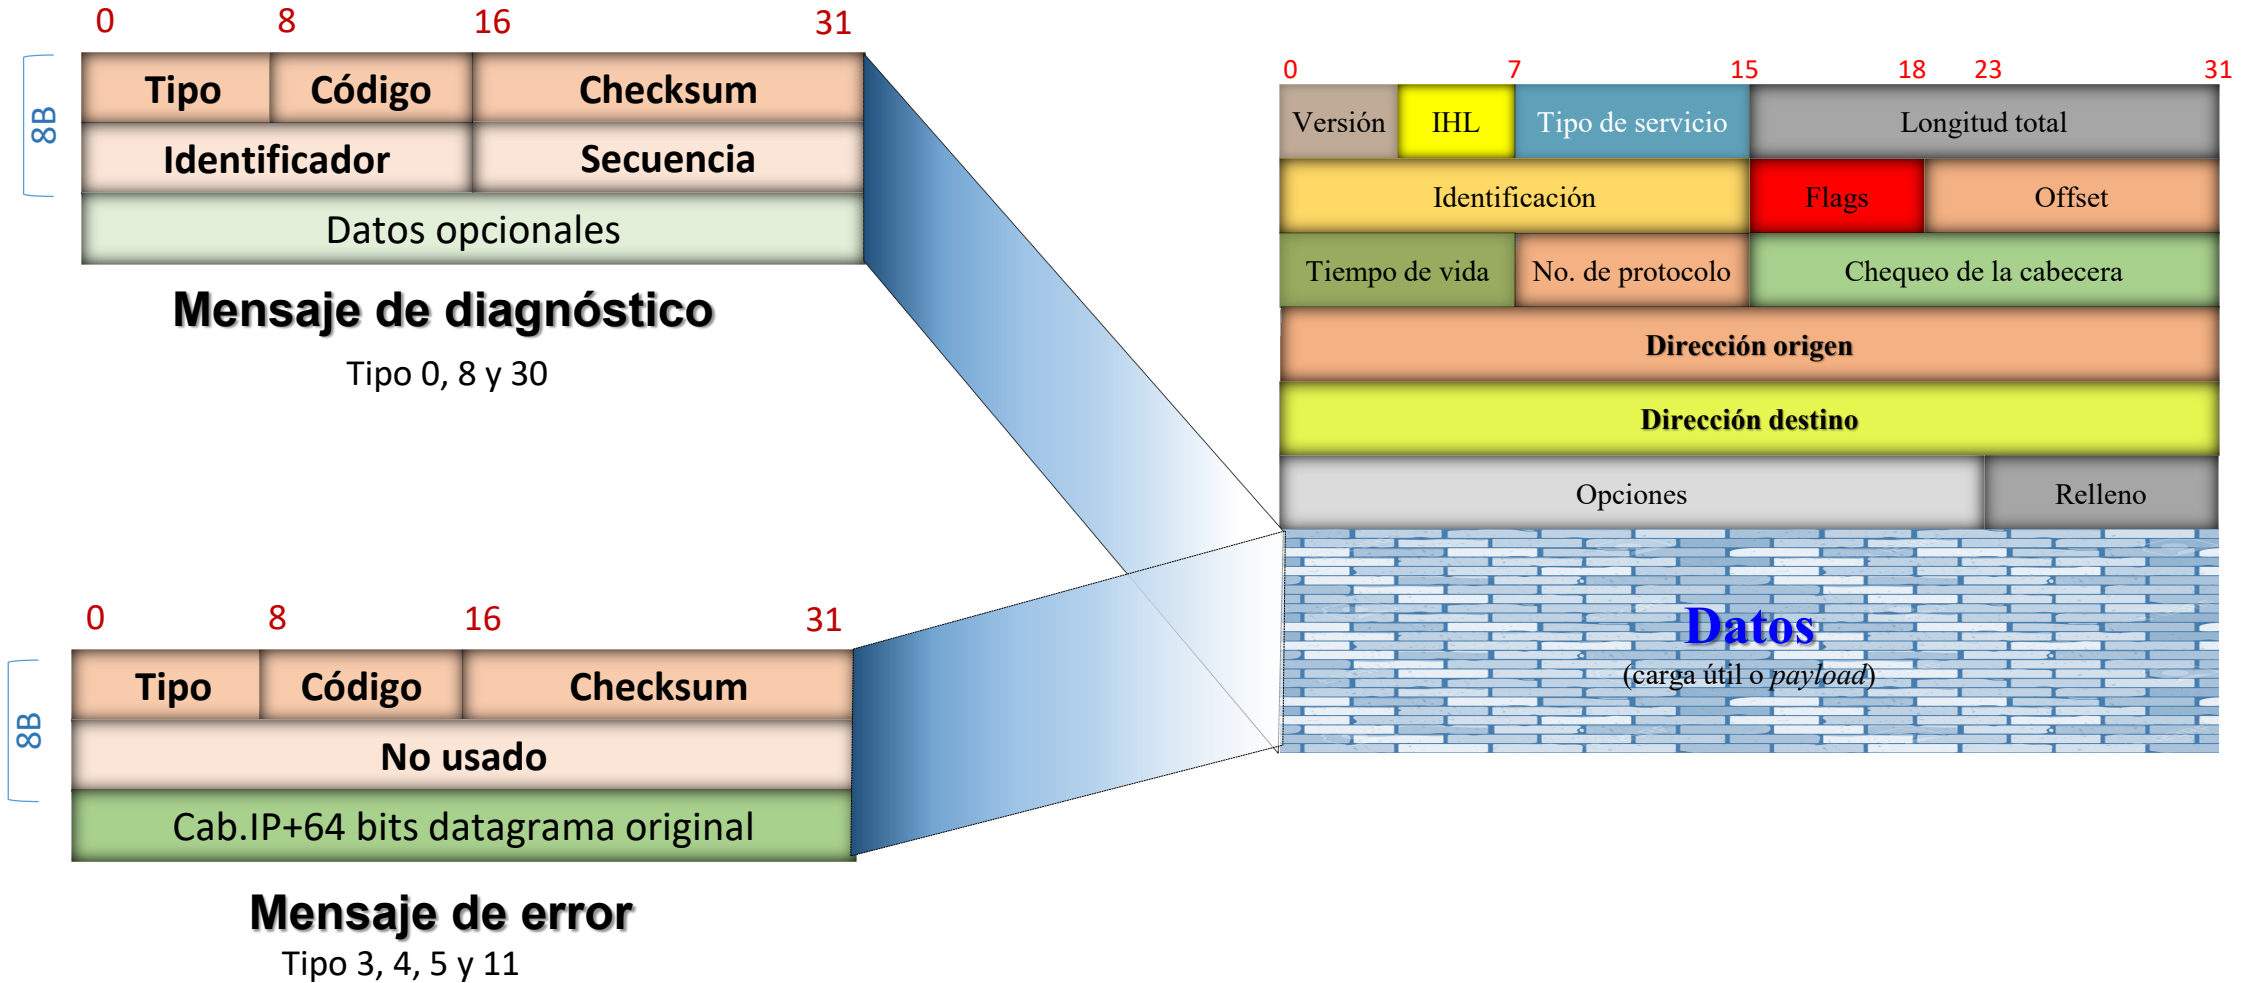 0 8 16 31
8B
Tipo Código Checksum
Identificador Secuencia
Datos opcionales
Mensaje de diagnóstico
Tipo 0, 8 y 30
0 8 16 31
8B
Tipo Código Checksum
No usado
Cab.IP+64 bits datagrama original
Mensaje de error
Tipo 3, 4, 5 y 11
0 7 15 18 23 31
Versión IHL Tipo de servicio Longitud total
Identificación Flags Offset
Tiempo de vida No. de protocolo Chequeo de la cabecera
Dirección origen
Dirección destino
Opciones Relleno
Datos
(carga útil o payload)